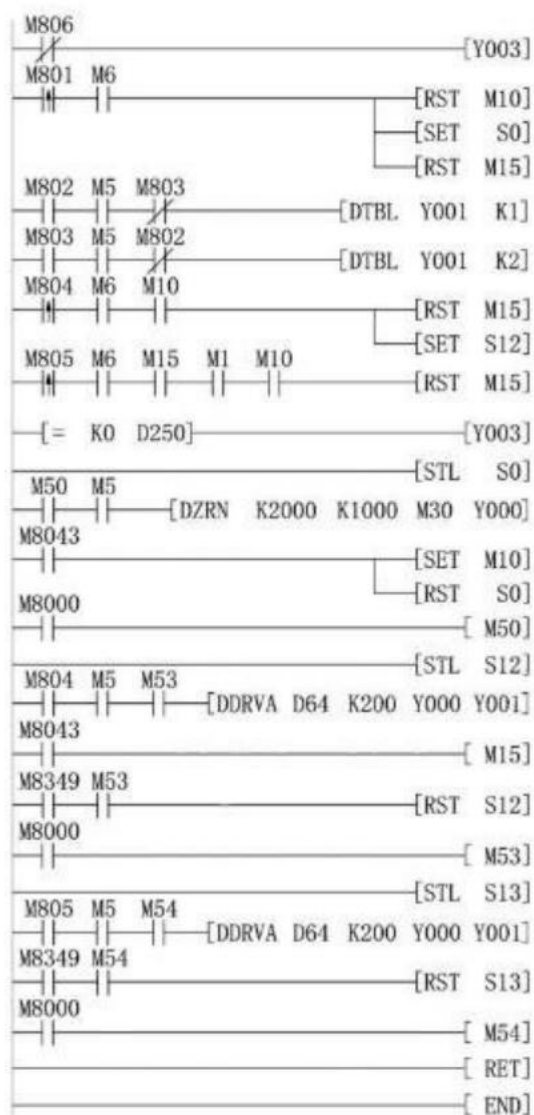 M806
[Y003]
M801 M6
[RST M10]
[SET S0]
[RST M15]
M802 M5 M803
[DTBL Y001 K1]
M803 M5 M802
[DTBL Y001 K2]
M804 M6 M10
[RST M15]
[SET S12]
M805 M6 M15 M1 M10
[RST M15]
[= K0 D250] [Y003]
[STL S0]
M50 M5
[DZRN K2000 K1000 M30 Y000]
M8043
[SET M10]
[RST S0]
M8000
[ M50]
[STL S12]
M804 M5 M53
[DDRVA D64 K200 Y000 Y001]
M8043
[ M15]
M8349 M53
[RST S12]
M8000
[ M53]
[STL S13]
M805 M5 M54
[DDRVA D64 K200 Y000 Y001]
M8349 M54
[RST S13]
M8000
[ M54]
[ RET]
[ END]